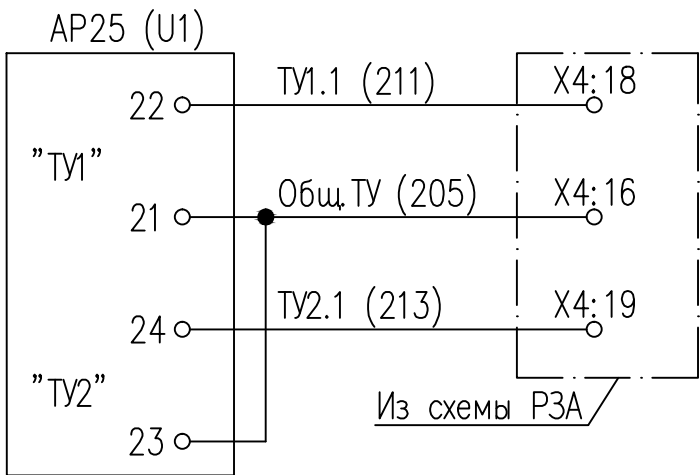 АР25 (U1)
22 ТУ1.1 (211) X4:18
"ТУ1"
21 Общ.ТУ (205) X4:16
24 ТУ2.1 (213) X4:19
"ТУ2"
Из схемы РЗА
23